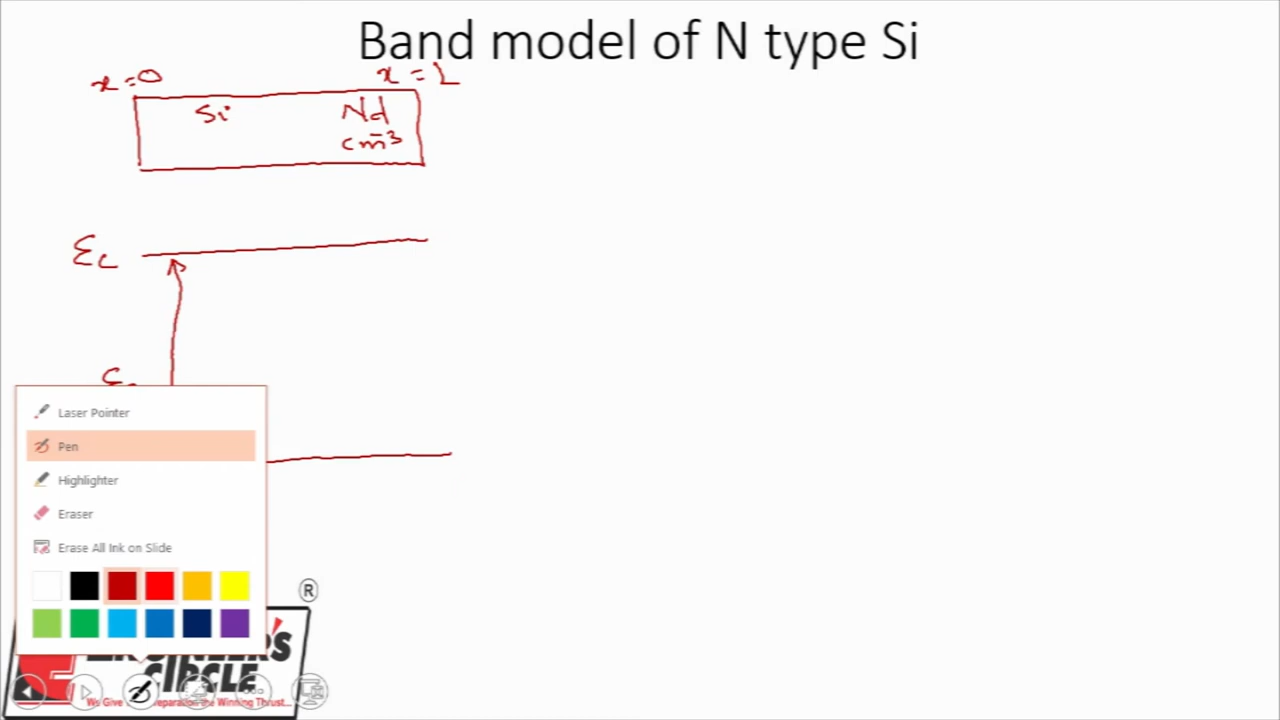 Band model of N type Si
x=0
x=L
Si
Nd
cm⁻³
Ec
Laser Pointer
Pen
Highlighter
Eraser
Erase All Ink on Slide
®
CIRCLE